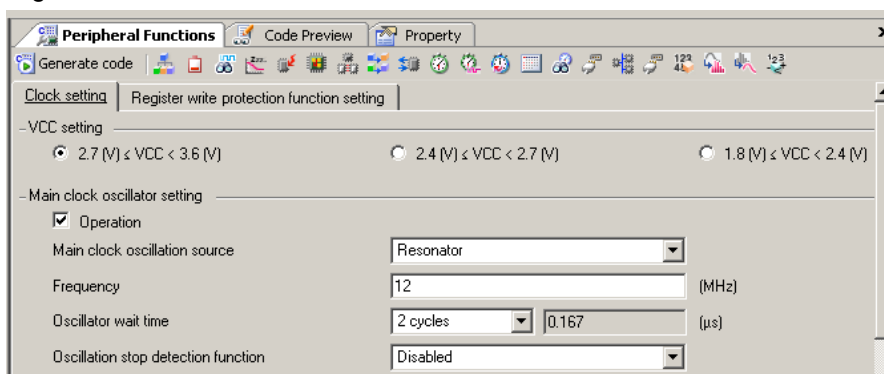 Peripheral Functions Code Preview Property
Generate code
Clock setting Register write protection function setting
VCC setting
2.7 (V) ≤ VCC < 3.6 (V) 2.4 (V) ≤ VCC < 2.7 (V) 1.8 (V) ≤ VCC < 2.4 (V)
Main clock oscillator setting
Operation
Main clock oscillation source Resonator
Frequency 12 (MHz)
Oscillator wait time 2 cycles 0.167 (µs)
Oscillation stop detection function Disabled